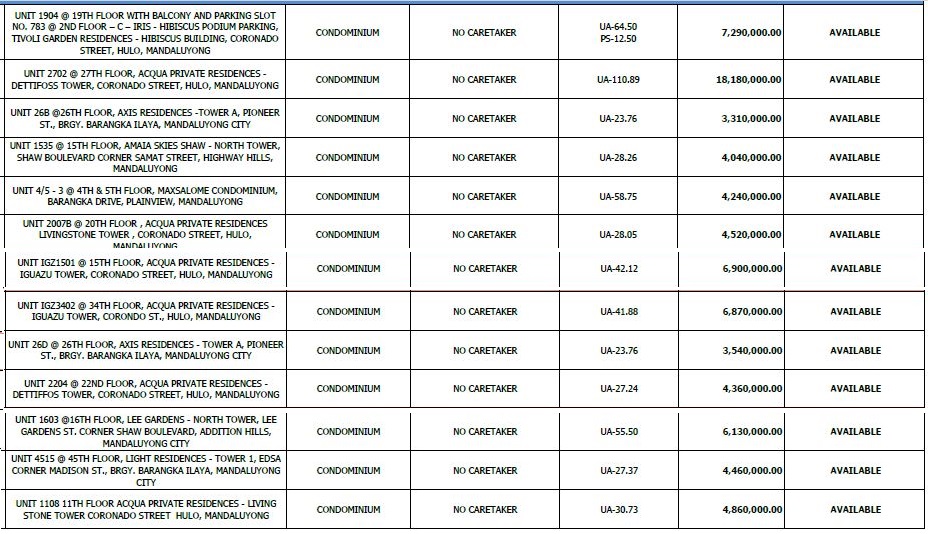 UNIT 1904 @ 19TH FLOOR WITH BALCONY AND PARKING SLOT
NO. 783 @ 2ND FLOOR – C – IRIS - HIBISCUS PODIUM PARKING,
TIVOLI GARDEN RESIDENCES - HIBISCUS BUILDING, CORONADO
STREET, HULO, MANDALUYONG
CONDOMINIUM
NO CARETAKER
UA-64.50
PS-12.50
7,290,000.00
AVAILABLE
UNIT 2702 @ 27TH FLOOR, ACQUA PRIVATE RESIDENCES -
DETTIFOSS TOWER, CORONADO STREET, HULO, MANDALUYONG
CONDOMINIUM
NO CARETAKER
UA-110.89
18,180,000.00
AVAILABLE
UNIT 26B @26TH FLOOR, AXIS RESIDENCES -TOWER A, PIONEER
ST., BRGY. BARANGKA ILAYA, MANDALUYONG CITY
CONDOMINIUM
NO CARETAKER
UA-23.76
3,310,000.00
AVAILABLE
UNIT 1535 @ 15TH FLOOR, AMAIA SKIES SHAW - NORTH TOWER,
SHAW BOULEVARD CORNER SAMAT STREET, HIGHWAY HILLS,
MANDALUYONG
CONDOMINIUM
NO CARETAKER
UA-28.26
4,040,000.00
AVAILABLE
UNIT 4/5 - 3 @ 4TH & 5TH FLOOR, MAXSALOME CONDOMINIUM,
BARANGKA DRIVE, PLAINVIEW, MANDALUYONG
CONDOMINIUM
NO CARETAKER
UA-58.75
4,240,000.00
AVAILABLE
UNIT 2007B @ 20TH FLOOR , ACQUA PRIVATE RESIDENCES
LIVINGSTONE TOWER , CORONADO STREET, HULO,
MANDALUYONG
CONDOMINIUM
NO CARETAKER
UA-28.05
4,520,000.00
AVAILABLE
UNIT IGZ1501 @ 15TH FLOOR, ACQUA PRIVATE RESIDENCES -
IGUAZU TOWER, CORONADO STREET, HULO, MANDALUYONG
CONDOMINIUM
NO CARETAKER
UA-42.12
6,900,000.00
AVAILABLE
UNIT IGZ3402 @ 34TH FLOOR, ACQUA PRIVATE RESIDENCES -
IGUAZU TOWER, CORONDO ST., HULO, MANDALUYONG
CONDOMINIUM
NO CARETAKER
UA-41.88
6,870,000.00
AVAILABLE
UNIT 26D @ 26TH FLOOR, AXIS RESIDENCES - TOWER A, PIONEER
ST., BRGY. BARANGKA ILAYA, MANDALUYONG CITY
CONDOMINIUM
NO CARETAKER
UA-23.76
3,540,000.00
AVAILABLE
UNIT 2204 @ 22ND FLOOR, ACQUA PRIVATE RESIDENCES -
DETTIFFOS TOWER, CORONADO STREET, HULO, MANDALUYONG
CONDOMINIUM
NO CARETAKER
UA-27.24
4,360,000.00
AVAILABLE
UNIT 1603 @16TH FLOOR, LEE GARDENS - NORTH TOWER, LEE
GARDENS ST. CORNER SHAW BOULEVARD, ADDITION HILLS,
MANDALUYONG CITY
CONDOMINIUM
NO CARETAKER
UA-55.50
6,130,000.00
AVAILABLE
UNIT 4515 @ 45TH FLOOR, LIGHT RESIDENCES - TOWER 1, EDSA
CORNER MADISON ST., BRGY. BARANGKA ILAYA, MANDALUYONG
CITY
CONDOMINIUM
NO CARETAKER
UA-27.37
4,460,000.00
AVAILABLE
UNIT 1108 11TH FLOOR ACQUA PRIVATE RESIDENCES - LIVING
STONE TOWER CORONADO STREET HULO, MANDALUYONG
CONDOMINIUM
NO CARETAKER
UA-30.73
4,860,000.00
AVAILABLE